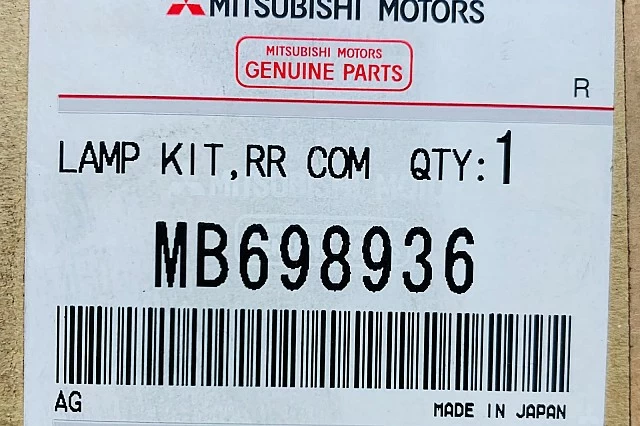 MITSUBISHI MOTORS
MITSUBISHI MOTORS
GENUINE PARTS
R
LAMP KIT,RR COM QTY:1
MB698936
AG
MADE IN JAPAN